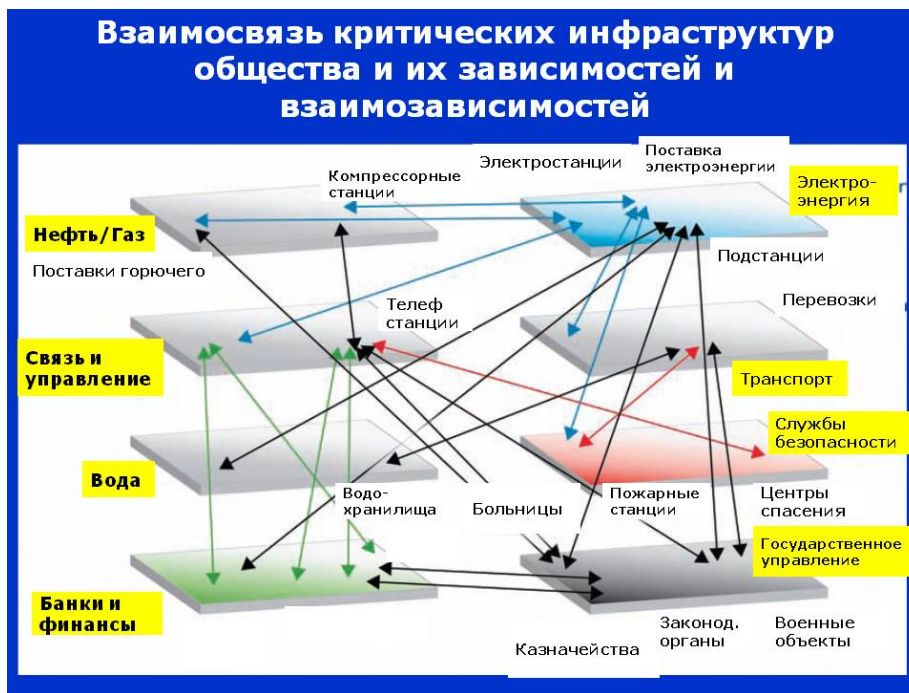 Взаимосвязь критических инфраструктур
общества и их зависимостей и
взаимозависимостей
Электростанции
Поставка
электроэнергии
Компрессорные
станции
Электро-
энергия
Нефть/Газ
Поставки горючего
Подстанции
Перевозки
Телеф
станции
Связь и
управление
Транспорт
Службы
безопасности
Вода
Водо-
хранилища
Больницы
Пожарные
станции
Центры
спасения
Государственное
управление
Банки и
финансы
Казначейства
Законод.
органы
Военные
объекты